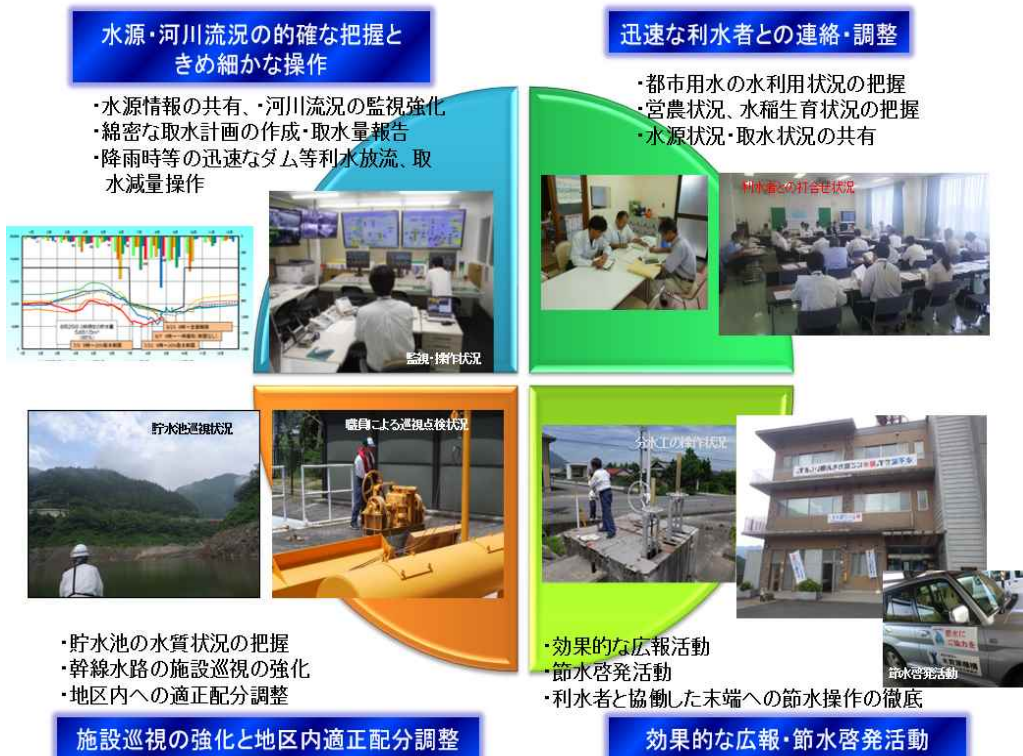 水源・河川流況の的確な把握と
きめ細かな操作
・水源情報の共有、・河川流況の監視強化
・綿密な取水計画の作成・取水量報告
・降雨時等の迅速なダム等利水放流、取
水減量操作
監視・操作状況
迅速な利水者との連絡・調整
・都市用水の水利用状況の把握
・営農状況、水稲生育状況の把握
・水源状況・取水状況の共有
利水者との打合せ状況
貯水池巡視状況
職員による巡視点検状況
・貯水池の水質状況の把握
・幹線水路の施設巡視の強化
・地区内への適正配分調整
施設巡視の強化と地区内適正配分調整
分水工の操作状況
節水に
ご協力を
節水啓発活動
・効果的な広報活動
・節水啓発活動
・利水者と協働した末端への節水操作の徹底
効果的な広報・節水啓発活動